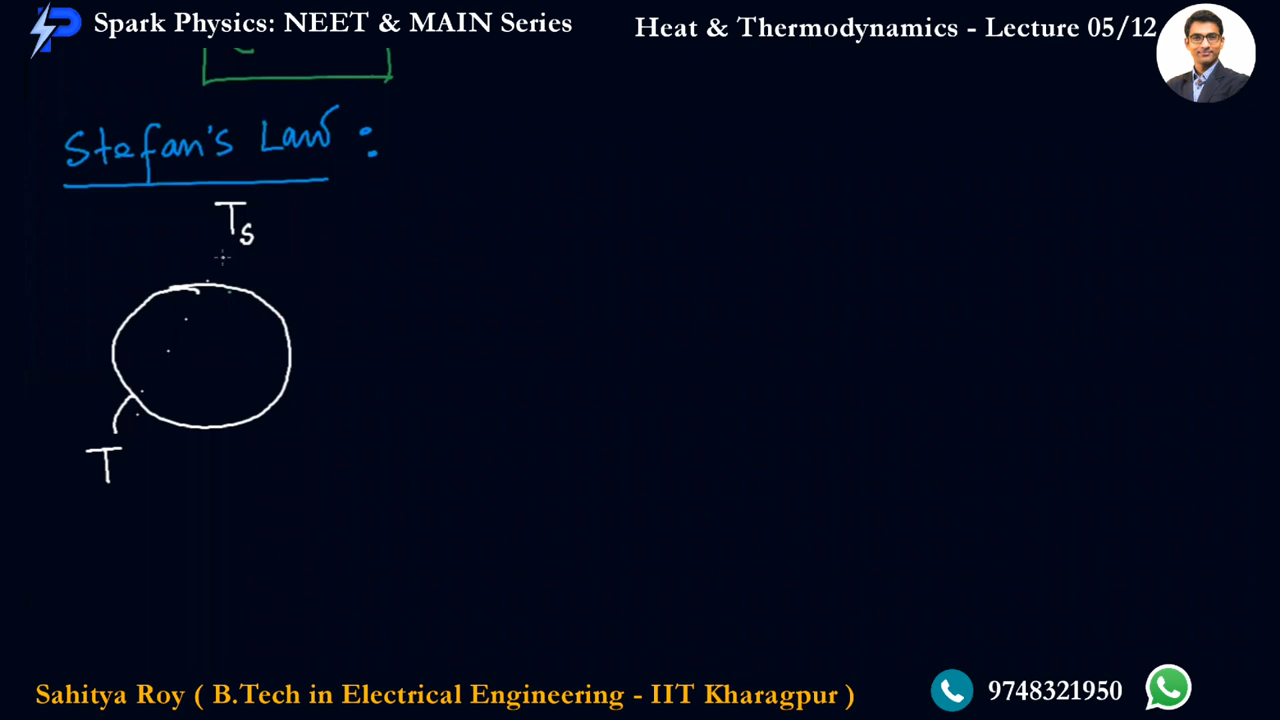 Spark Physics: NEET & MAIN Series
Heat & Thermodynamics - Lecture 05/12
Stefan's Law :
Ts
T
Sahitya Roy ( B.Tech in Electrical Engineering - IIT Kharagpur )
9748321950